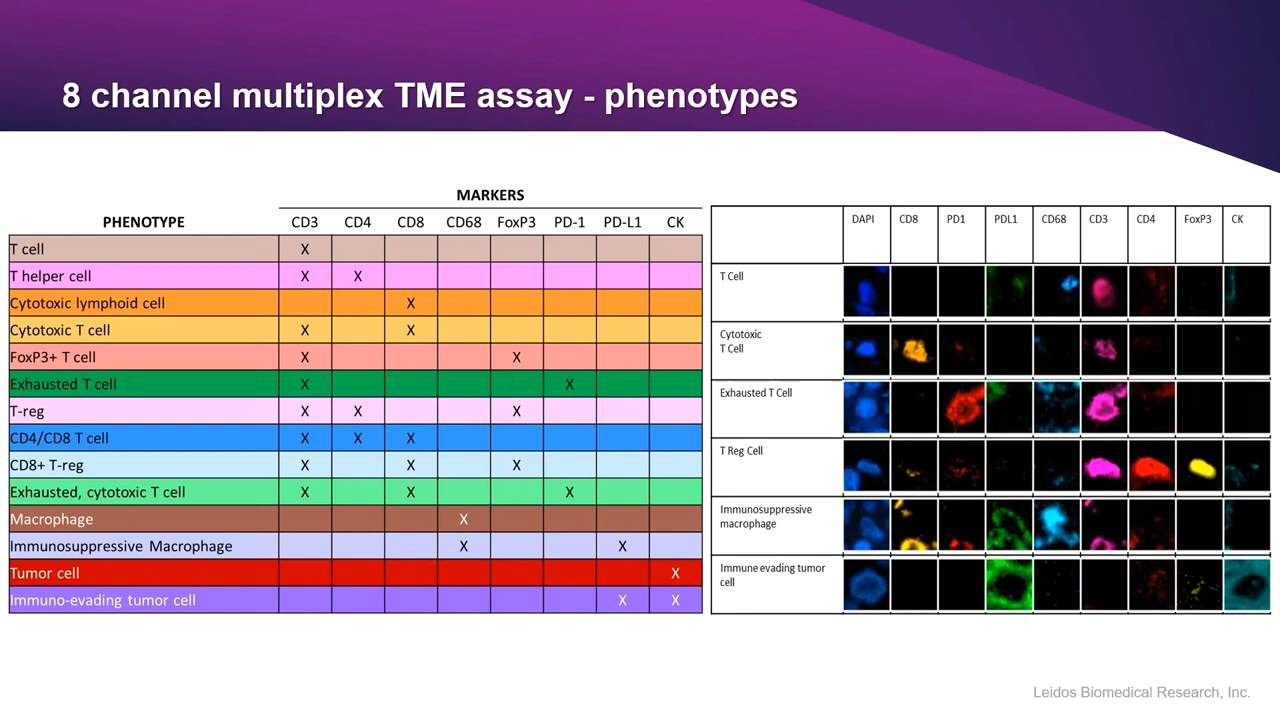 8 channel multiplex TME assay - phenotypes
MARKERS
PHENOTYPE CD3 CD4 CD8 CD68 FoxP3 PD-1 PD-L1 CK
T cell X
T helper cell X X
Cytotoxic lymphoid cell X
Cytotoxic T cell X X
FoxP3+ T cell X X
Exhausted T cell X X
T-reg X X X
CD4/CD8 T cell X X X
CD8+ T-reg X X X
Exhausted, cytotoxic T cell X X X
Macrophage X
Immunosuppressive Macrophage X X
Tumor cell X
Immuno-evading tumor cell X X
DAPI CD8 PD1 PDL1 CD68 CD3 CD4 FoxP3 CK
T Cell
Cytotoxic
T Cell
Exhausted T Cell
T Reg Cell
Immunosuppressive
macrophage
Immune evading tumor
cell
Leidos Biomedical Research, Inc.